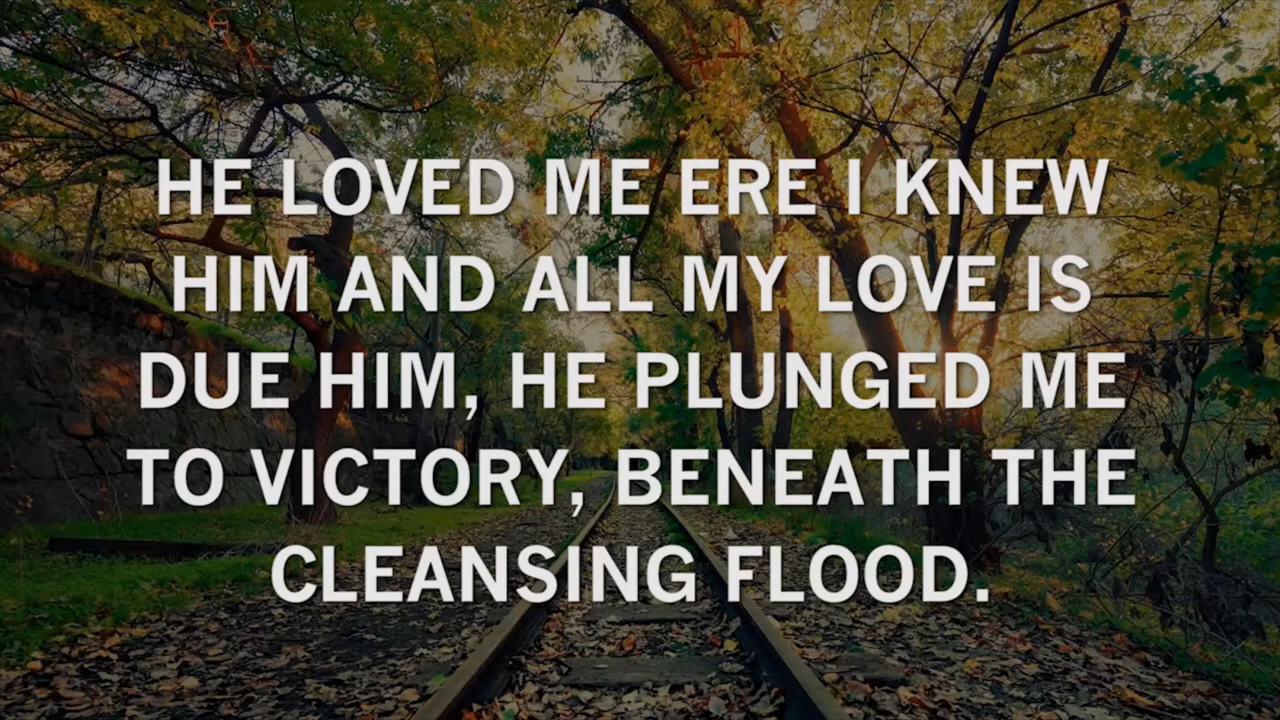 HE LOVED ME ERE I KNEW
HIM AND ALL MY LOVE IS
DUE HIM, HE PLUNGED ME
TO VICTORY, BENEATH THE
CLEANSING FLOOD.